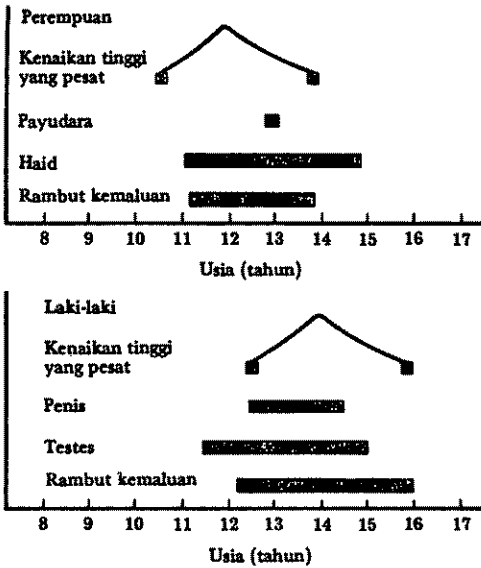 Perempuan
Kenaikan tinggi
yang pesat
Payudara
Haid
Rambut kemaluan
8 9 10 11 12 13 14 15 16 17
Usia (tahun)
Laki-laki
Kenaikan tinggi
yang pesat
Penis
Testes
Rambut kemaluan
8 9 10 11 12 13 14 15 16 17
Usia (tahun)